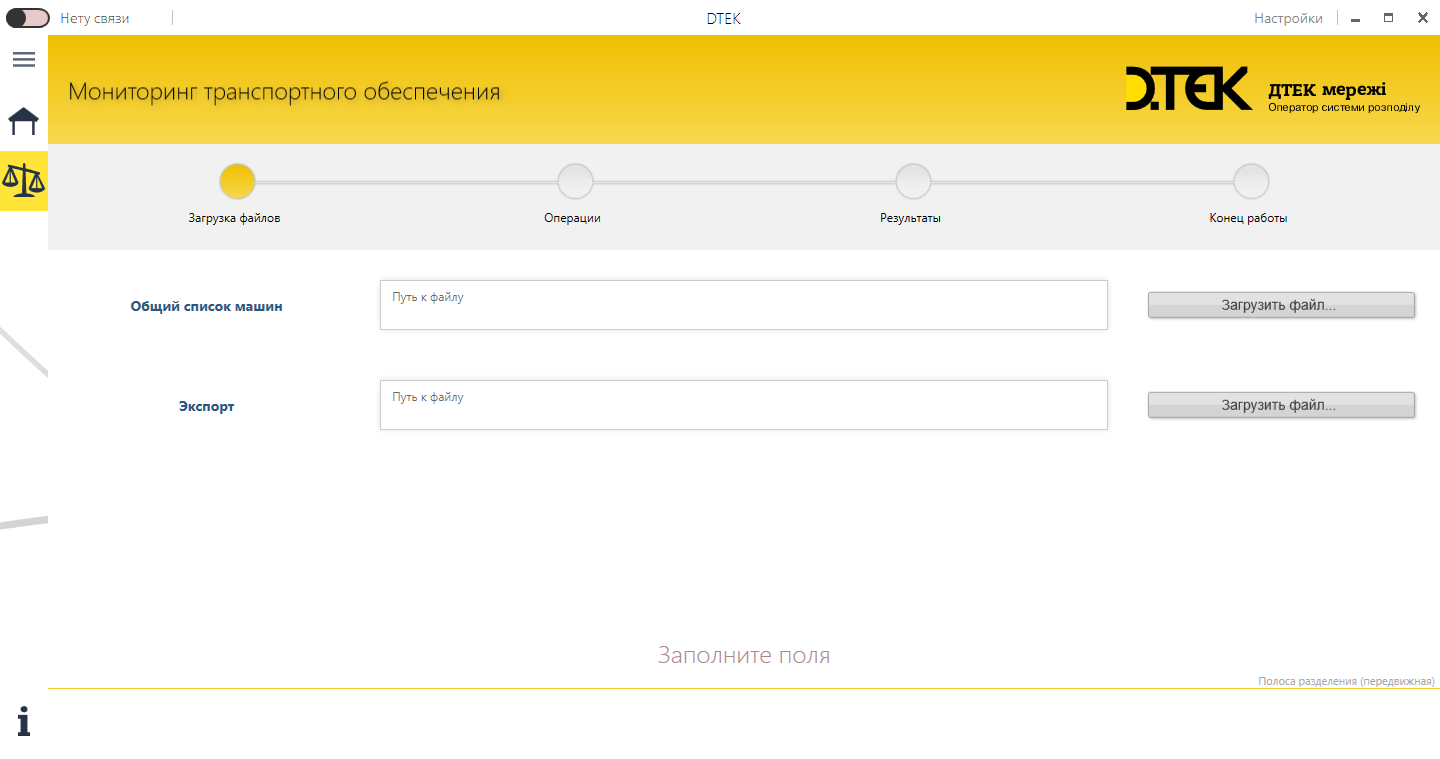 Нету связи
DTEK
Настройки
Мониторинг транспортного обеспечения
ДТЕК
ДТЕК мережі
Оператор системи розподілу
Загрузка файлов
Операции
Результаты
Конец работы
Общий список машин
Путь к файлу
Загрузить файл...
Экспорт
Путь к файлу
Загрузить файл...
Заполните поля
Полоса разделения (передвижная)